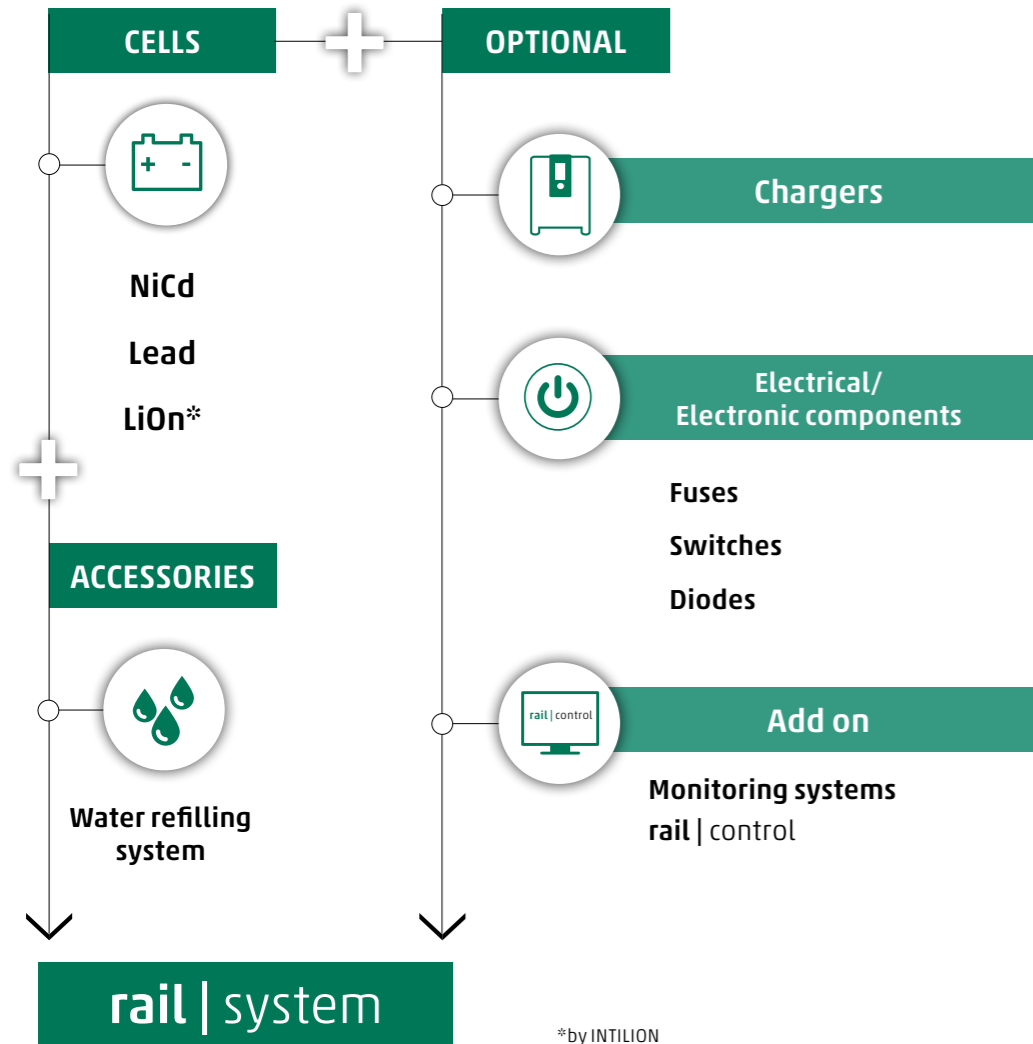 CELLS
OPTIONAL
+ -
NiCd
Lead
LiOn*
ACCESSORIES
Water refilling
system
Chargers
Electrical/
Electronic components
Fuses
Switches
Diodes
rail | control
Add on
Monitoring systems
rail | control
rail | system
*by INTILION